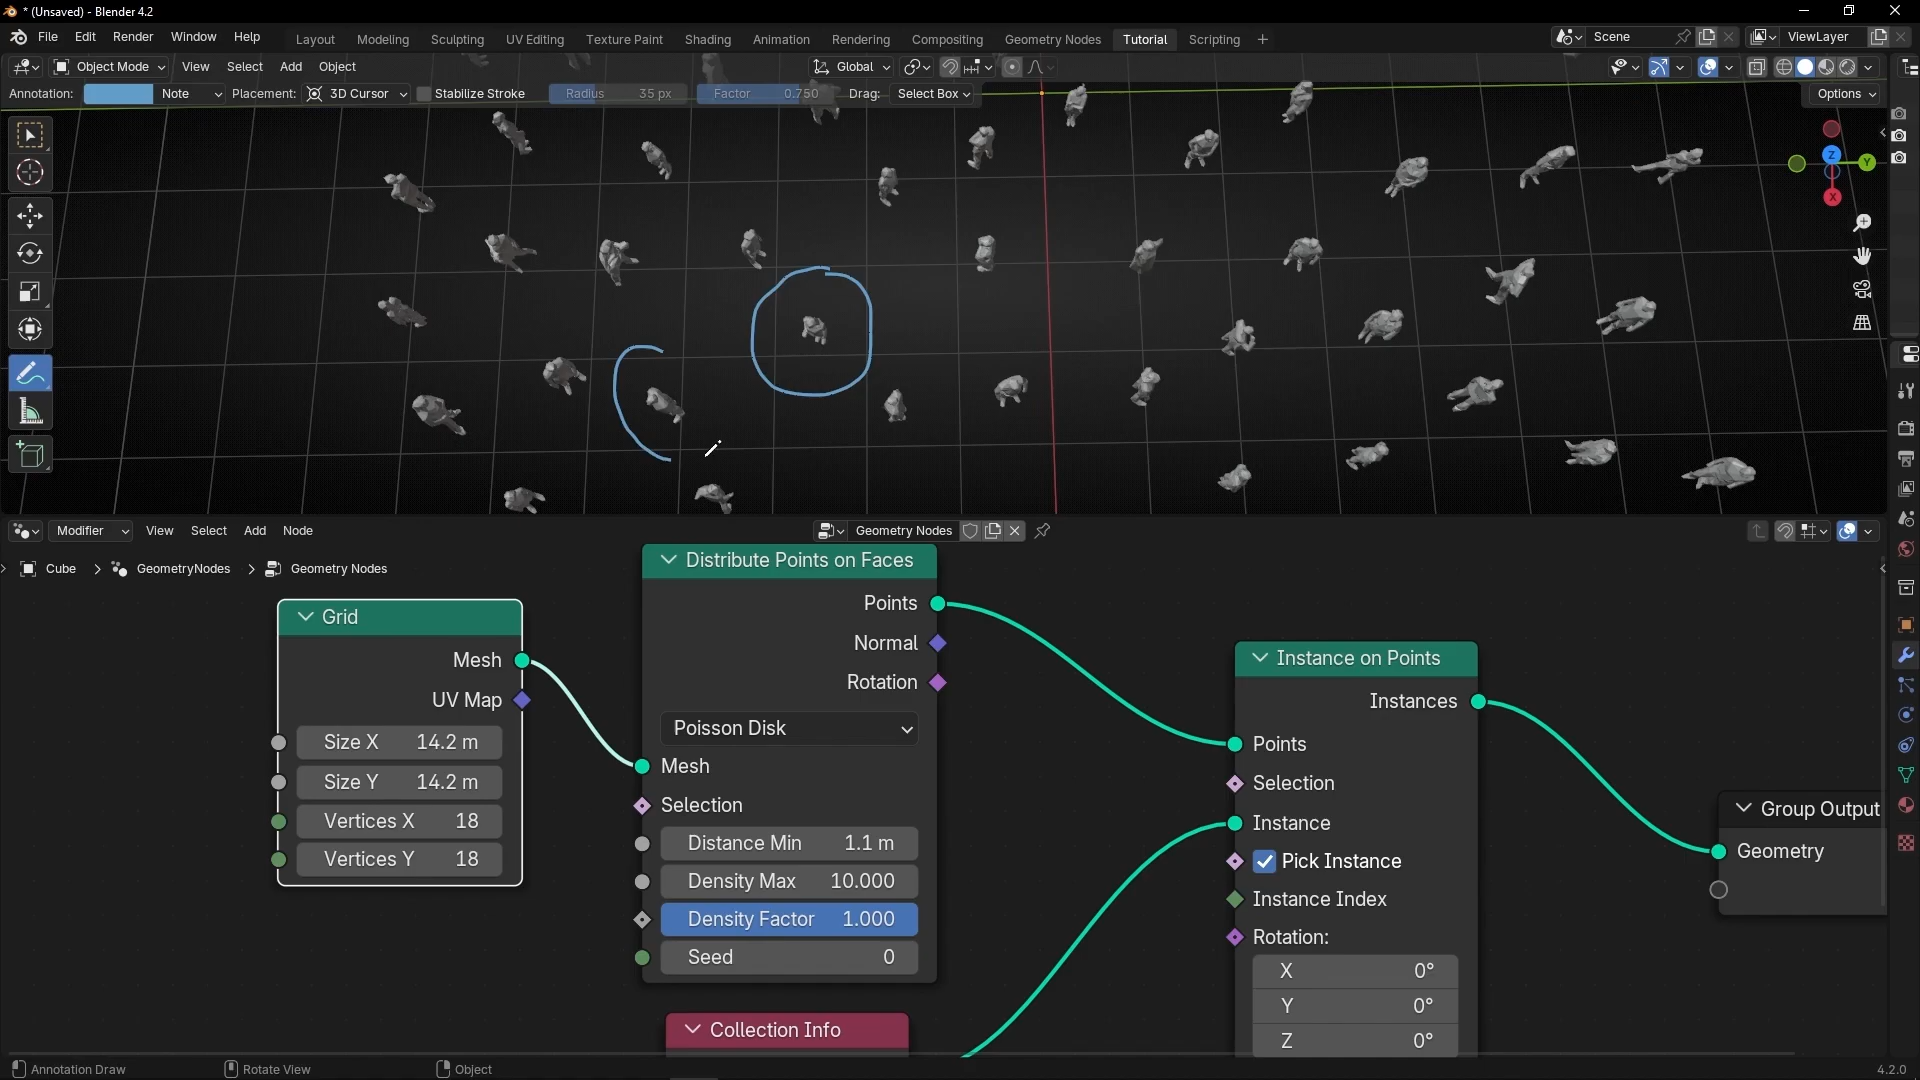 * (Unsaved) - Blender 4.2
File Edit Render Window Help Layout Modeling Sculpting UV Editing Texture Paint Shading Animation Rendering Compositing Geometry Nodes Tutorial Scripting + Scene ViewLayer
Object Mode View Select Add Object Global
Annotation: Note Placement: 3D Cursor Stabilize Stroke Radius 35 px Factor 0.750 Drag: Select Box Options
Z
Y
X
Modifier View Select Add Node Geometry Nodes
Cube > GeometryNodes > Geometry Nodes
Grid
Mesh
UV Map
Size X 14.2 m
Size Y 14.2 m
Vertices X 18
Vertices Y 18
Distribute Points on Faces
Points
Normal
Rotation
Poisson Disk
Mesh
Selection
Distance Min 1.1 m
Density Max 10.000
Density Factor 1.000
Seed 0
Collection Info
Instance on Points
Instances
Points
Selection
Instance
Pick Instance
Instance Index
Rotation:
X 0°
Y 0°
Z 0°
Group Output
Geometry
Annotation Draw Rotate View Object 4.2.0